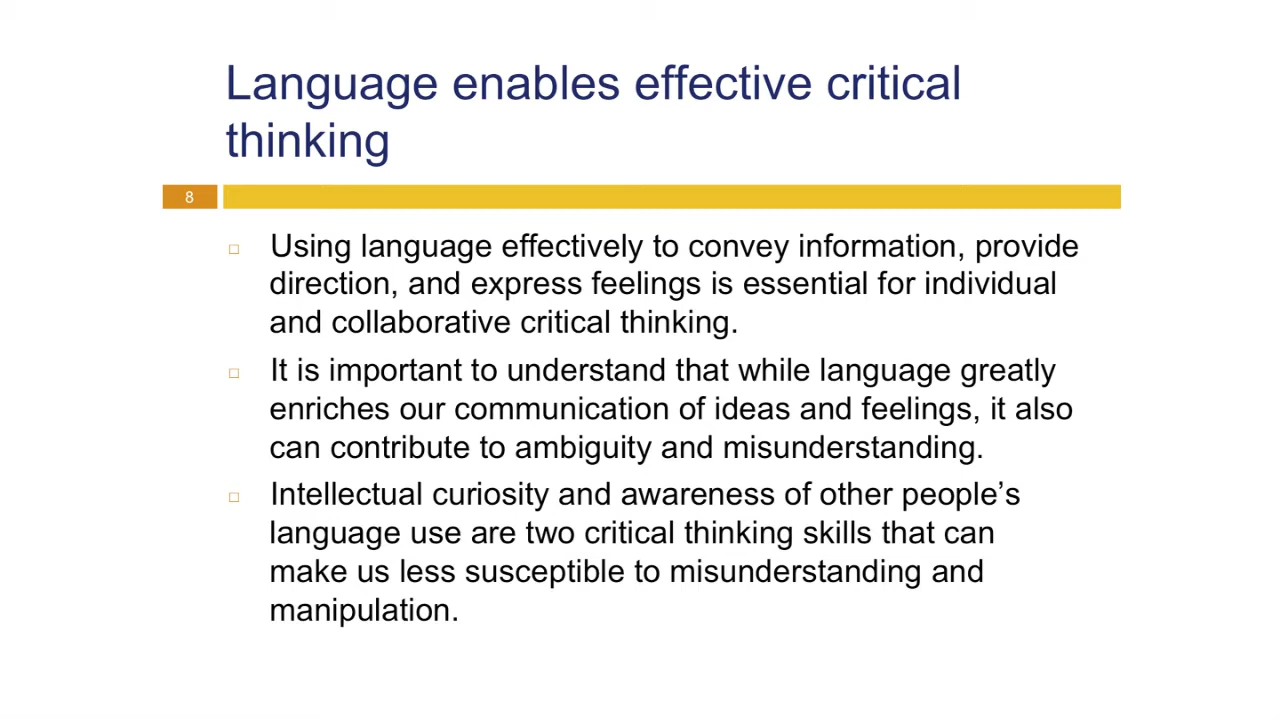 Language enables effective critical
thinking
8
Using language effectively to convey information, provide
direction, and express feelings is essential for individual
and collaborative critical thinking.
It is important to understand that while language greatly
enriches our communication of ideas and feelings, it also
can contribute to ambiguity and misunderstanding.
Intellectual curiosity and awareness of other people’s
language use are two critical thinking skills that can
make us less susceptible to misunderstanding and
manipulation.